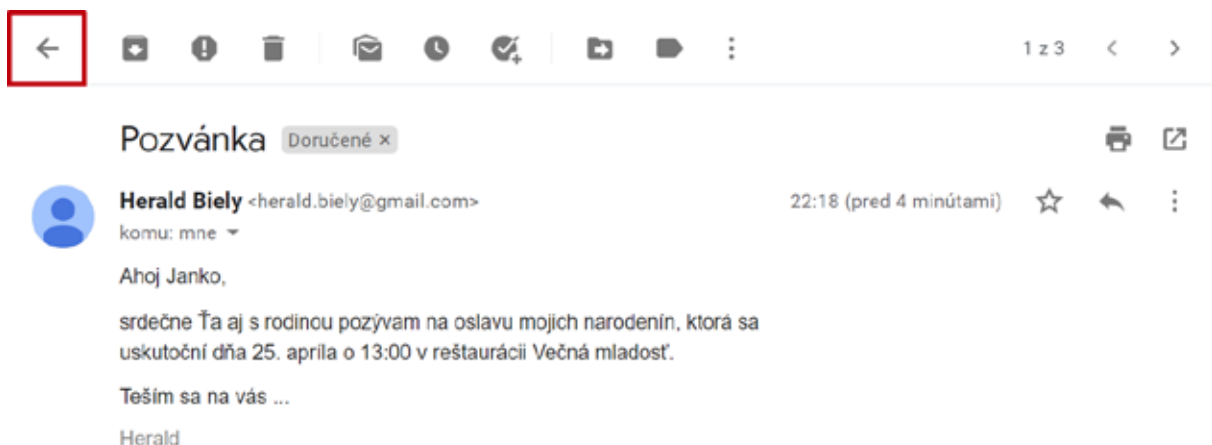 1 z 3
Pozvánka Doručené ×
Herald Biely <herald.biely@gmail.com> 22:18 (pred 4 minútami)
komu: mne
Ahoj Janko,
srdečne Ťa aj s rodinou pozývam na oslavu mojich narodenín, ktorá sa
uskutoční dňa 25. apríla o 13:00 v reštaurácii Večná mladosť.
Teším sa na vás ...
Herald